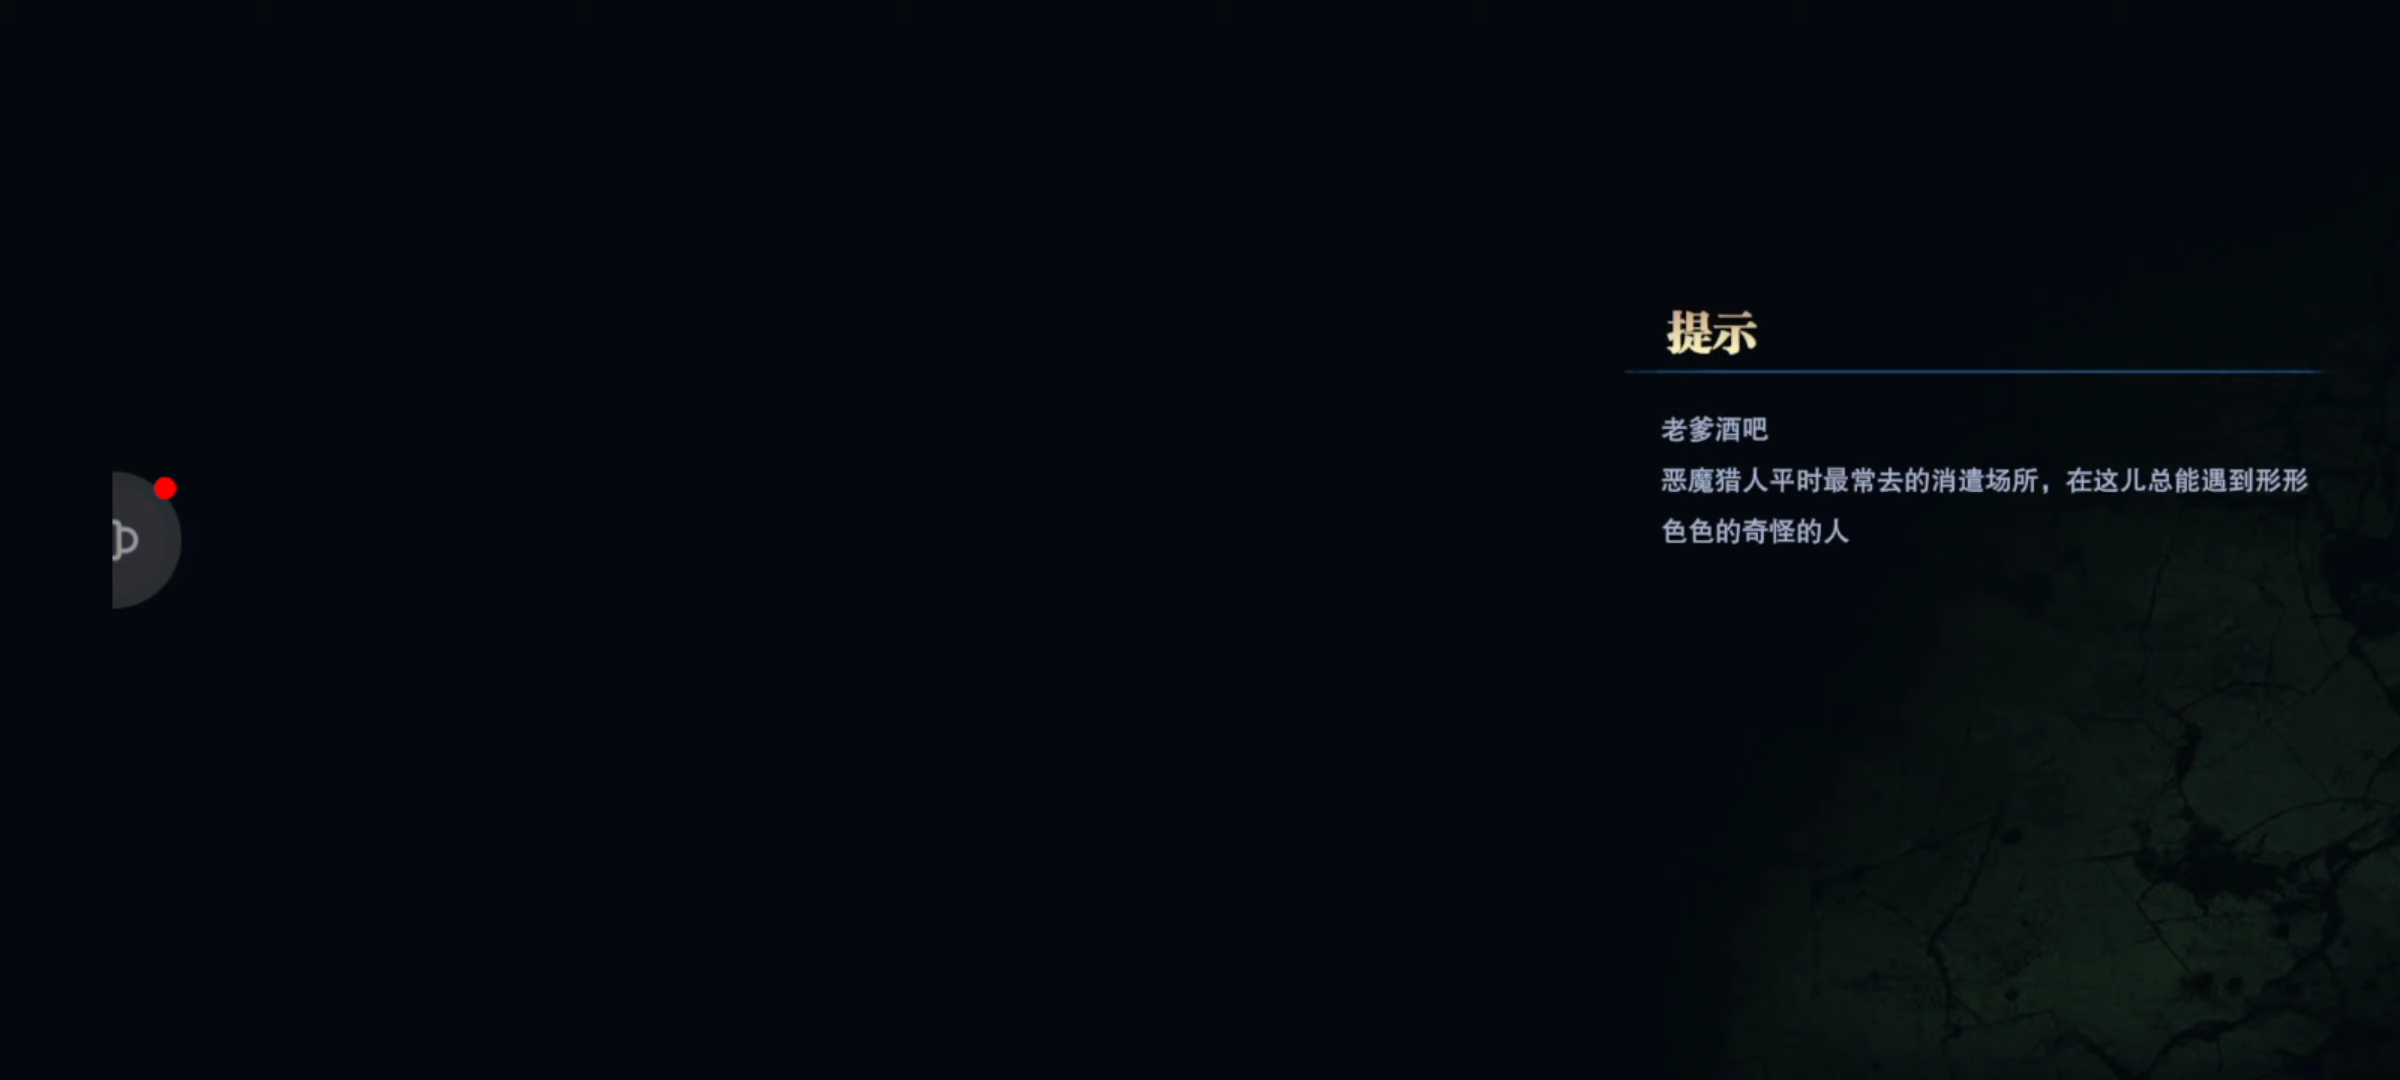 提示
老爹酒吧
恶魔猎人平时最常去的消遣场所，在这儿总能遇到形形
色色的奇怪的人